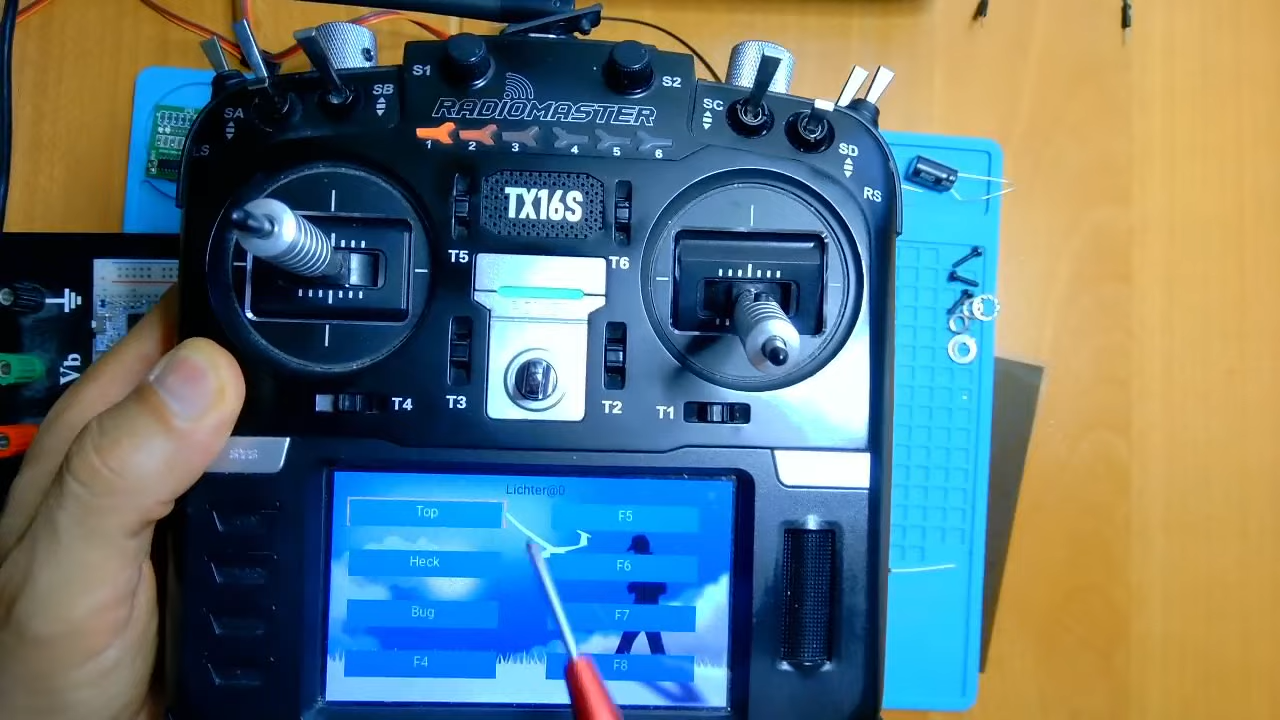 S1
S2
SA
SB
SC
SD
LS
RS
RADIOMASTER
1 2 3 4 5 6
TX16S
T5
T6
T3
T2
T4
T1
Vb
Lichter@0
Top
F5
Heck
F6
Bug
F7
F4
F8